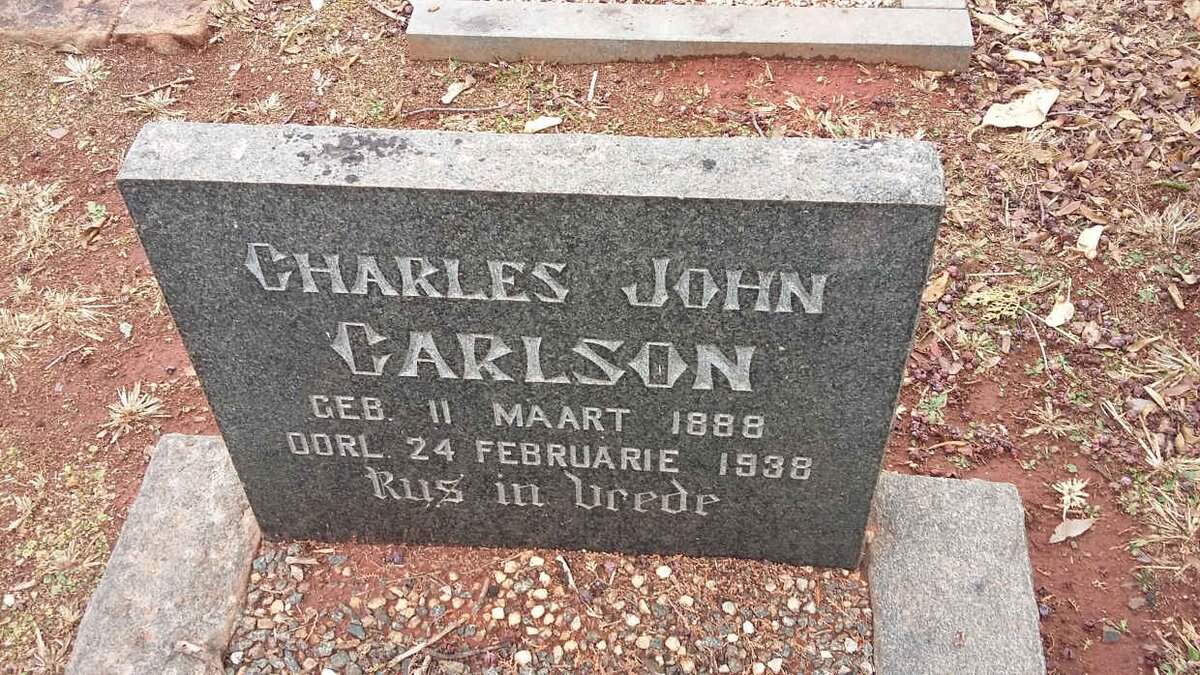 CHARLES JOHN
CARLSON
GEB. 11 MAART 1888
OORL. 24 FEBRUARIE 1938
Rus in Vrede